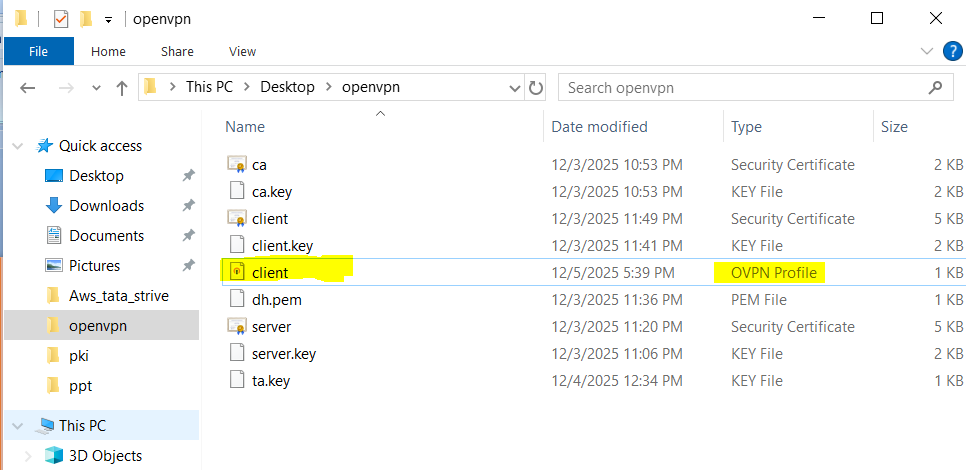 openvpn
File Home Share View
This PC Desktop openvpn Search openvpn
Name Date modified Type Size
Quick access
Desktop
Downloads
Documents
Pictures
Aws_tata_strive
openvpn
pki
ppt
This PC
3D Objects
ca 12/3/2025 10:53 PM Security Certificate 2 KB
ca.key 12/3/2025 10:53 PM KEY File 2 KB
client 12/3/2025 11:49 PM Security Certificate 5 KB
client.key 12/3/2025 11:41 PM KEY File 2 KB
client 12/5/2025 5:39 PM OVPN Profile 1 KB
dh.pem 12/3/2025 11:36 PM PEM File 1 KB
server 12/3/2025 11:20 PM Security Certificate 5 KB
server.key 12/3/2025 11:06 PM KEY File 2 KB
ta.key 12/4/2025 12:34 PM KEY File 1 KB